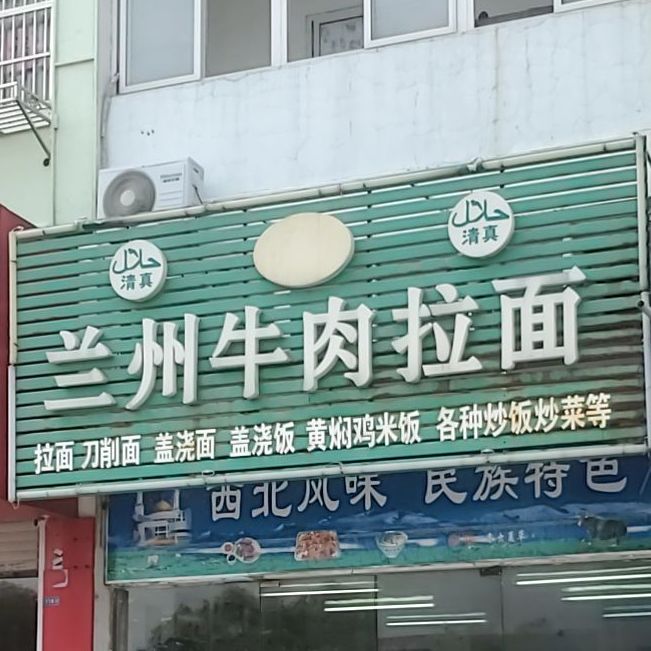 حلال
清真
حلال
清真
兰州牛肉拉面
拉面 刀削面 盖浇面 盖浇饭 黄焖鸡米饭 各种炒饭炒菜等
西北风味 民族特色